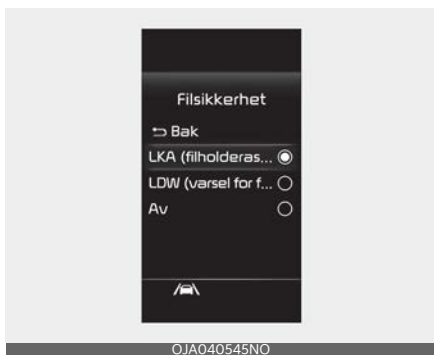 Filsikkerhet
Bak
LKA (filholderas...
LDW (varsel for f...
Av
OJA040545NO